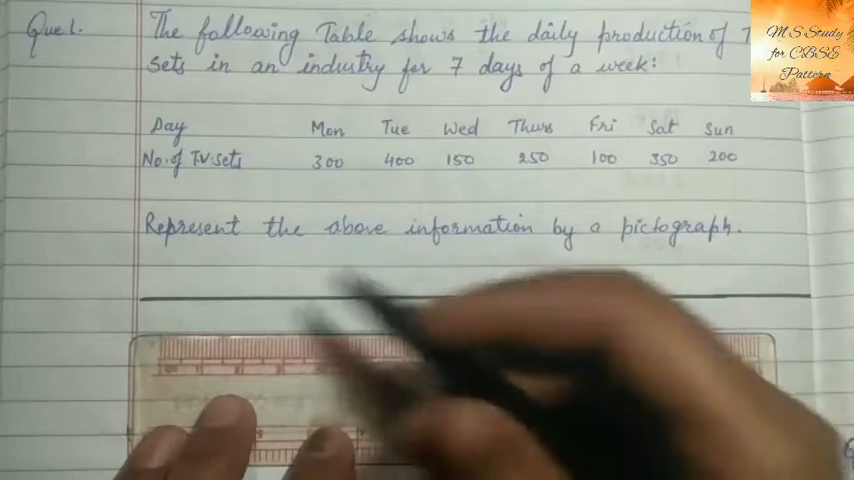 Que1. The following Table shows the daily production of T
sets in an industry for 7 days of a week:
Day Mon Tue Wed Thurs Fri Sat Sun
No. of T.V. sets 300 400 150 250 100 350 200
Represent the above information by a pictograph.
M S Study
for CBSE
Pattern